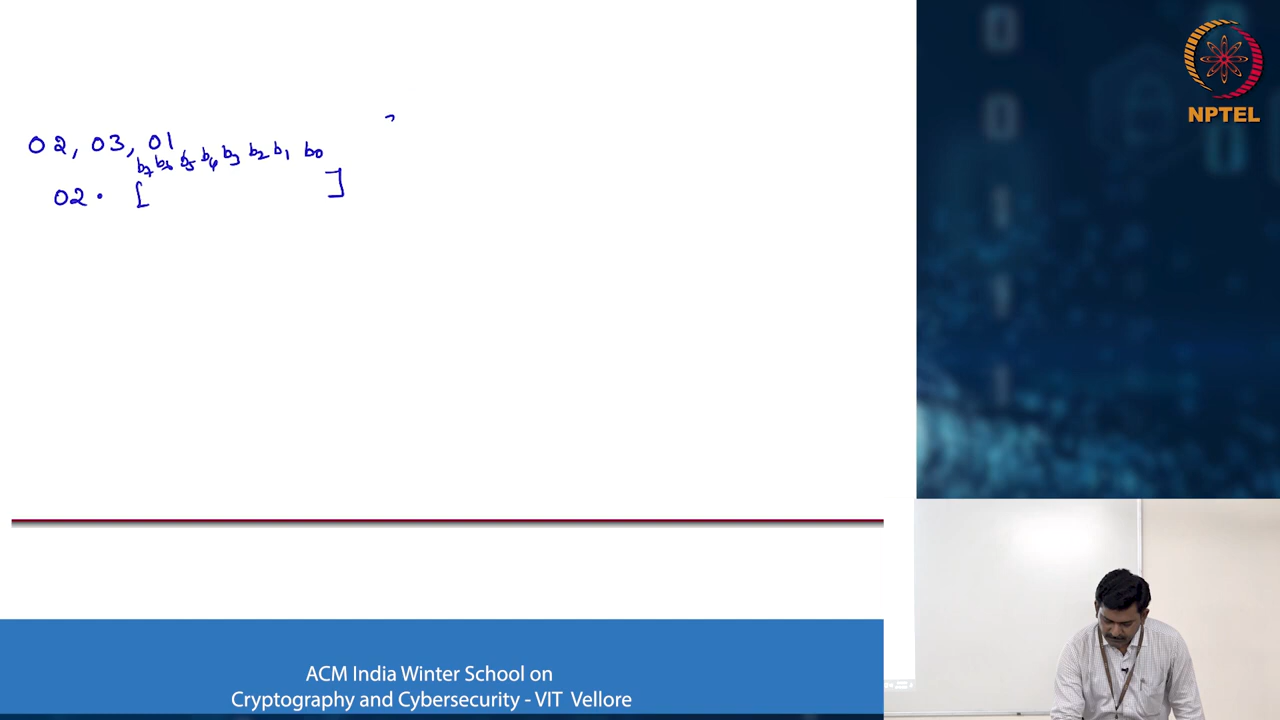 NPTEL
02, 03, 01
b7 b6 b5 b4 b3 b2 b1 b0
02 · [ ]
ACM India Winter School on
Cryptography and Cybersecurity - VIT Vellore